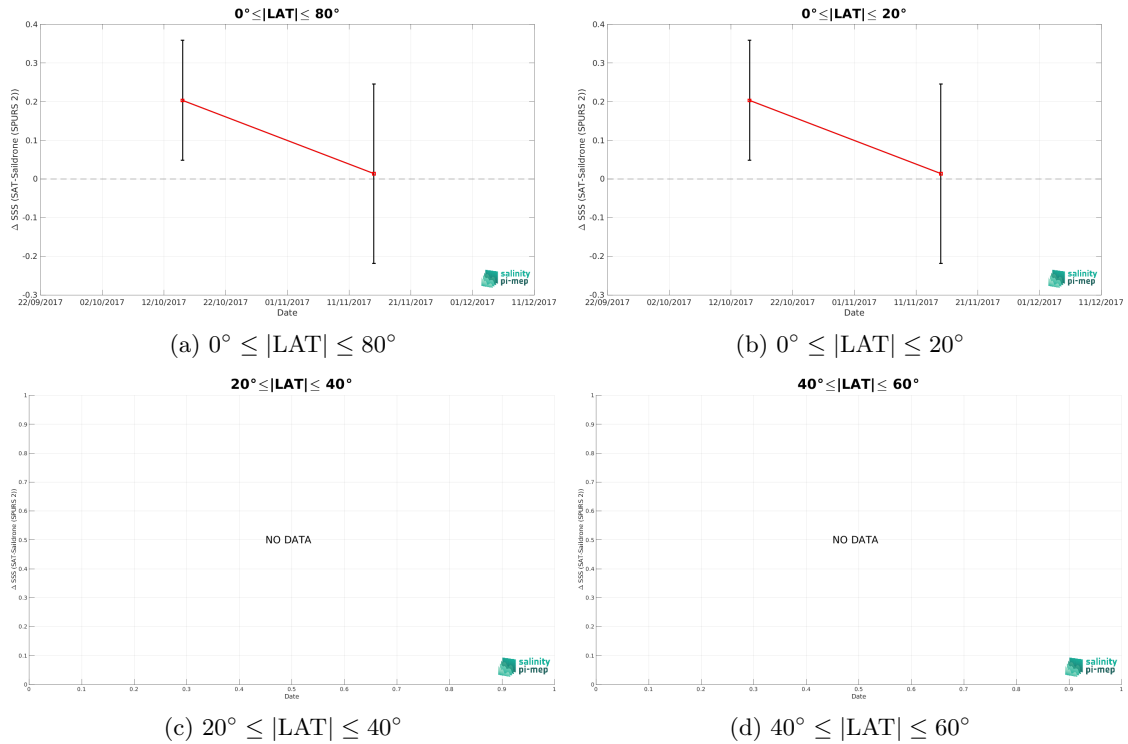 0°≤|LAT|≤ 80°
0.4
0.3
0.2
0.1
0
-0.1
-0.2
-0.3
Δ SSS (SAT-Saildrone (SPURS 2))
22/09/2017 02/10/2017 12/10/2017 22/10/2017 01/11/2017 11/11/2017 21/11/2017 01/12/2017 11/12/2017
Date
salinity
pi-mep
(a) 0° ≤ |LAT| ≤ 80°
0°≤|LAT|≤ 20°
0.4
0.3
0.2
0.1
0
-0.1
-0.2
-0.3
Δ SSS (SAT-Saildrone (SPURS 2))
22/09/2017 02/10/2017 12/10/2017 22/10/2017 01/11/2017 11/11/2017 21/11/2017 01/12/2017 11/12/2017
Date
salinity
pi-mep
(b) 0° ≤ |LAT| ≤ 20°
20°≤|LAT|≤ 40°
1
0.9
0.8
0.7
0.6
0.5
0.4
0.3
0.2
0.1
0
Δ SSS (SAT-Saildrone (SPURS 2))
NO DATA
0 0.1 0.2 0.3 0.4 0.5 0.6 0.7 0.8 0.9 1
Date
salinity
pi-mep
(c) 20° ≤ |LAT| ≤ 40°
40°≤|LAT|≤ 60°
1
0.9
0.8
0.7
0.6
0.5
0.4
0.3
0.2
0.1
0
Δ SSS (SAT-Saildrone (SPURS 2))
NO DATA
0 0.1 0.2 0.3 0.4 0.5 0.6 0.7 0.8 0.9 1
Date
salinity
pi-mep
(d) 40° ≤ |LAT| ≤ 60°